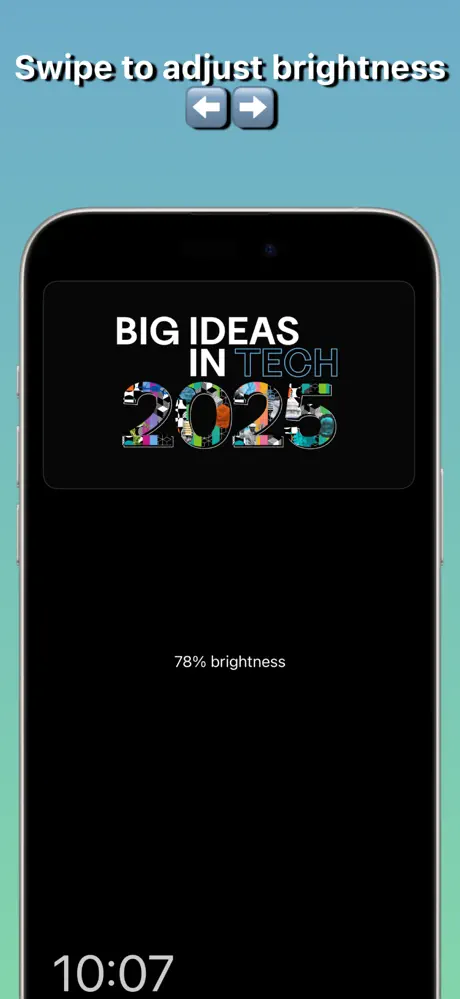 Swipe to adjust brightness
⬅️➡️
BIG IDEAS
IN TECH
2025
78% brightness
10:07